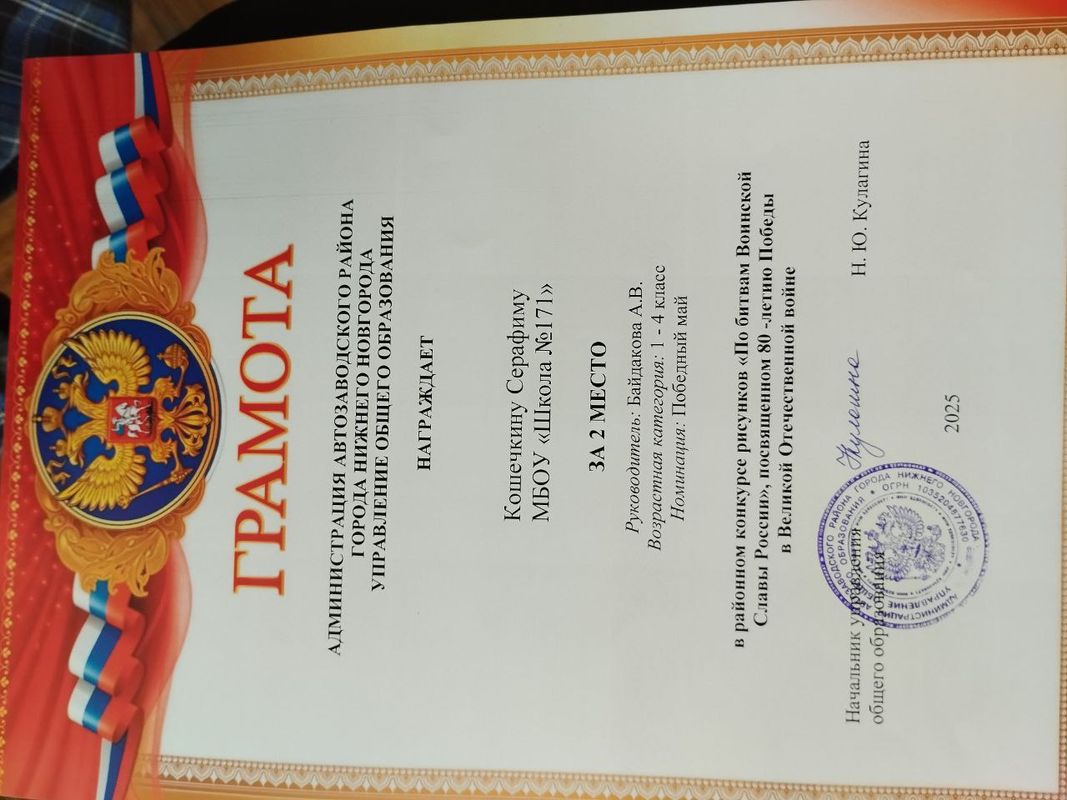 ГРАМОТА
АДМИНИСТРАЦИЯ АВТОЗАВОДСКОГО РАЙОНА
ГОРОДА НИЖНЕГО НОВГОРОДА
УПРАВЛЕНИЕ ОБЩЕГО ОБРАЗОВАНИЯ
НАГРАЖДАЕТ
Кошечкину Серафиму
МБОУ «Школа №171»
ЗА 2 МЕСТО
Руководитель: Байдакова А.В.
Возрастная категория: 1 - 4 класс
Номинация: Победный май
в районном конкурсе рисунков «По битвам Воинской
Славы России», посвященном 80 -летию Победы
в Великой Отечественной войне
Начальник управления
общего образования
Н. Ю. Кулагина
2025